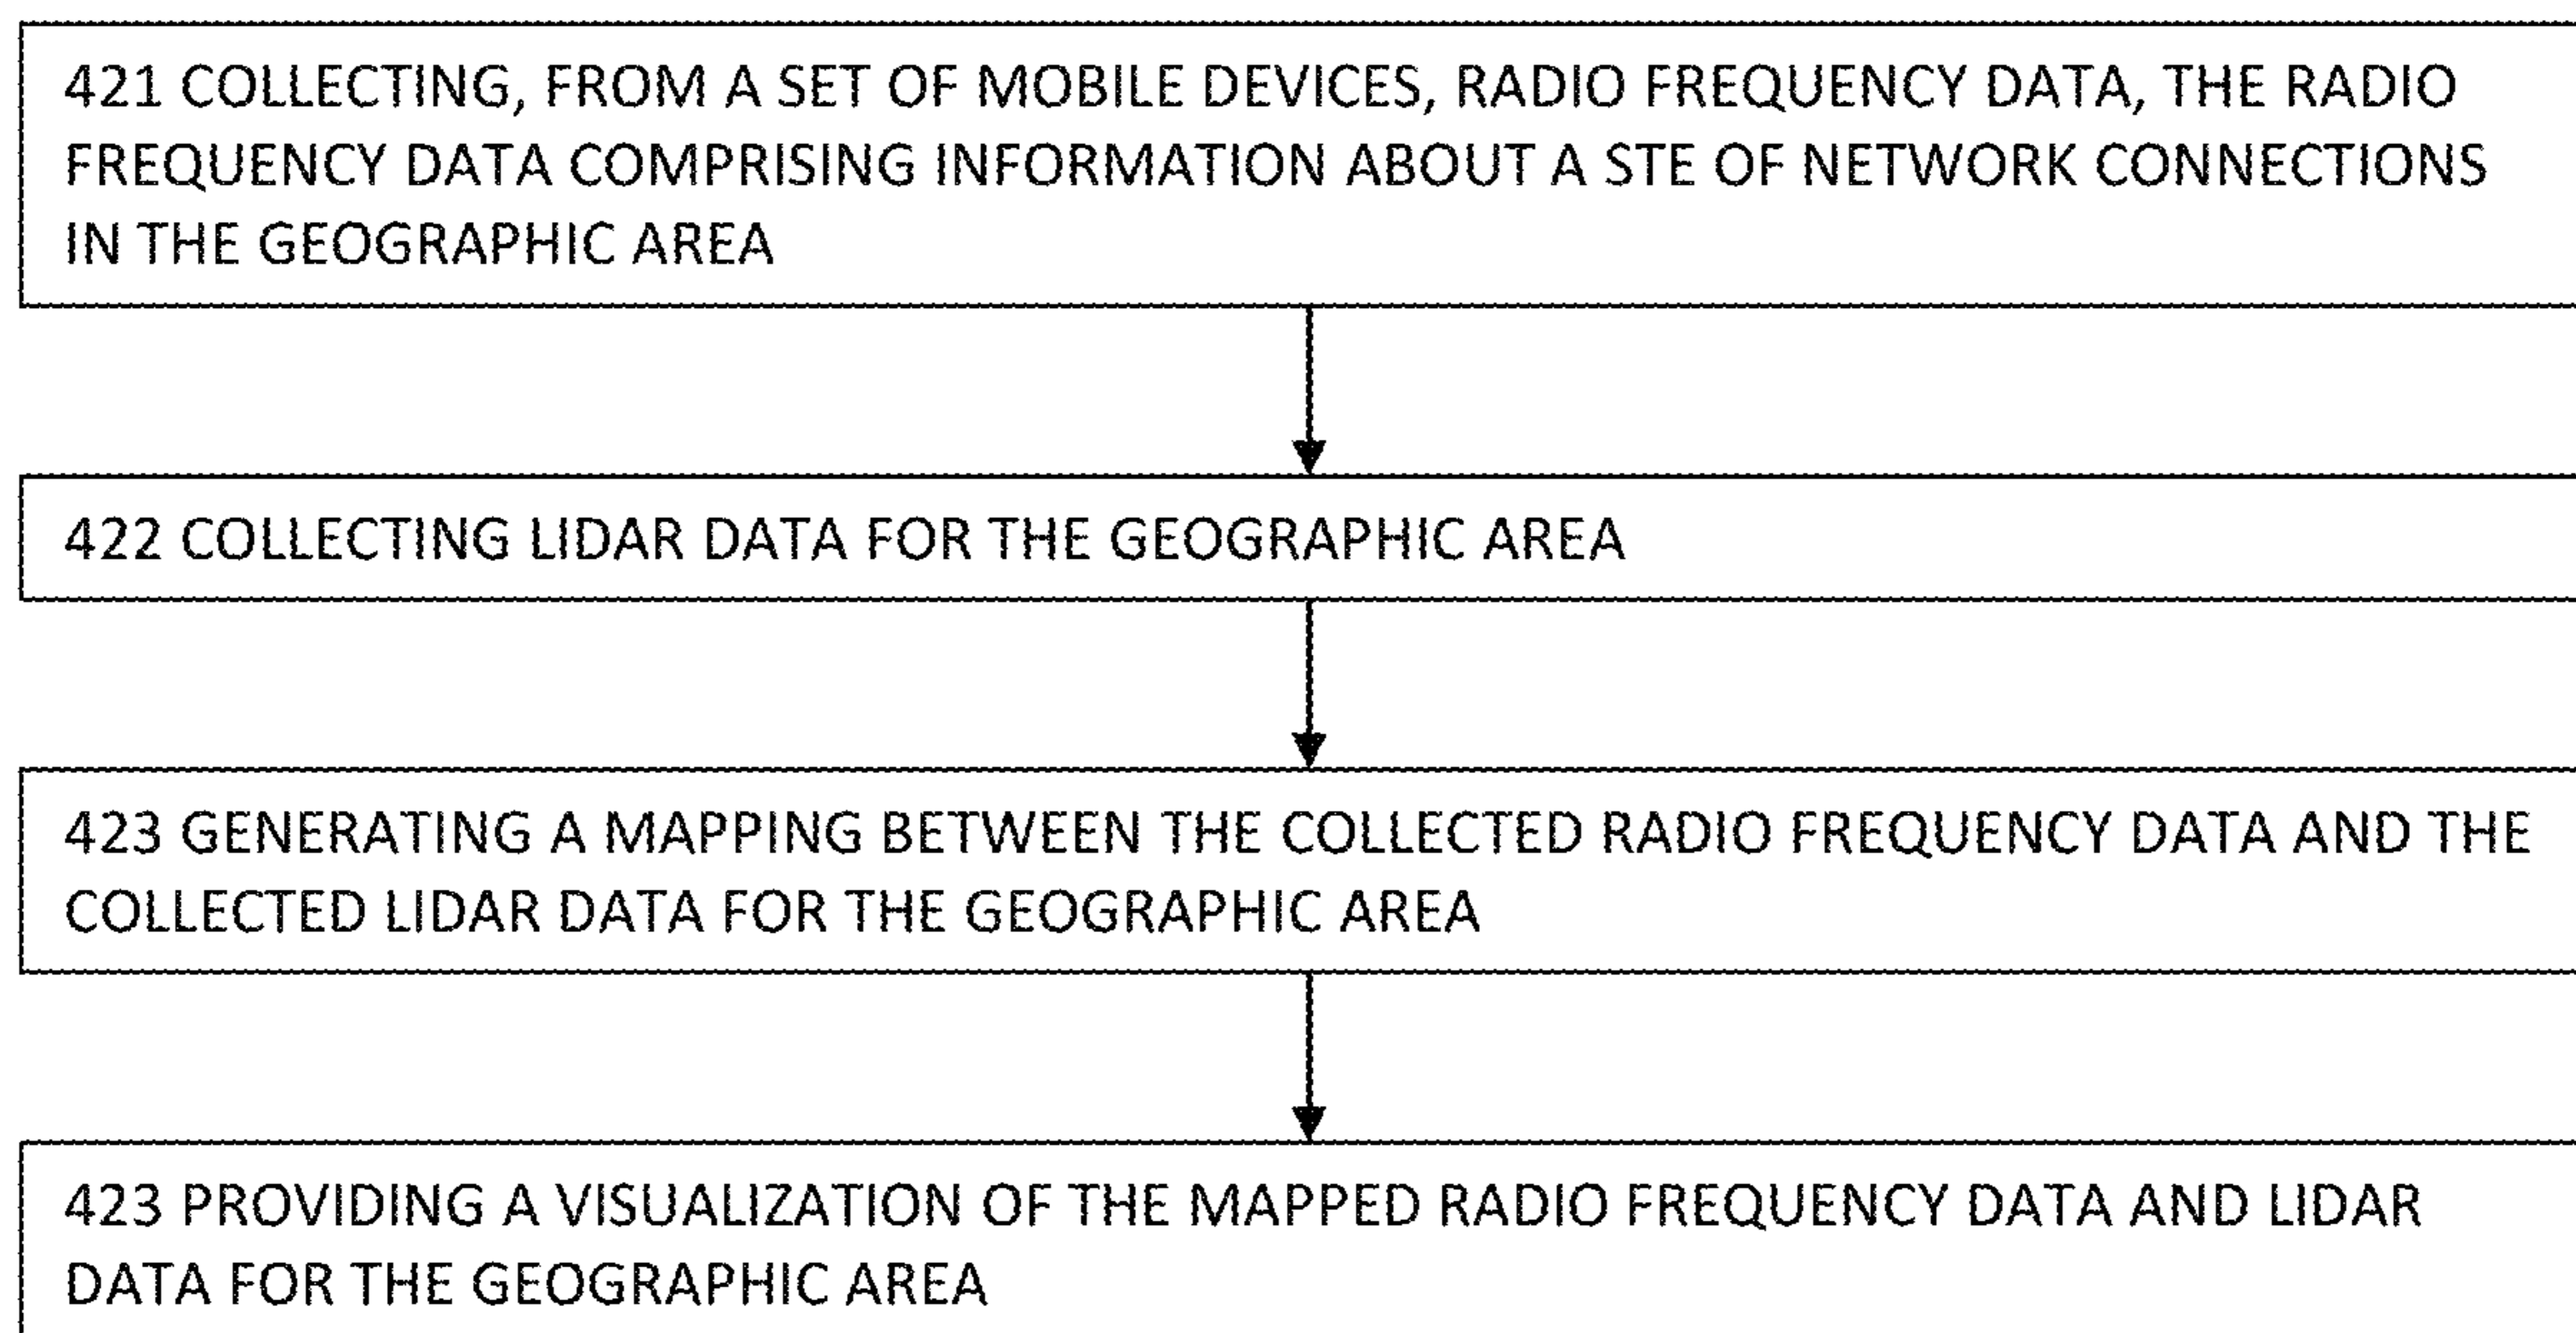 421 COLLECTING, FROM A SET OF MOBILE DEVICES, RADIO FREQUENCY DATA, THE RADIO
FREQUENCY DATA COMPRISING INFORMATION ABOUT A STE OF NETWORK CONNECTIONS
IN THE GEOGRAPHIC AREA
422 COLLECTING LIDAR DATA FOR THE GEOGRAPHIC AREA
423 GENERATING A MAPPING BETWEEN THE COLLECTED RADIO FREQUENCY DATA AND THE
COLLECTED LIDAR DATA FOR THE GEOGRAPHIC AREA
423 PROVIDING A VISUALIZATION OF THE MAPPED RADIO FREQUENCY DATA AND LIDAR
DATA FOR THE GEOGRAPHIC AREA